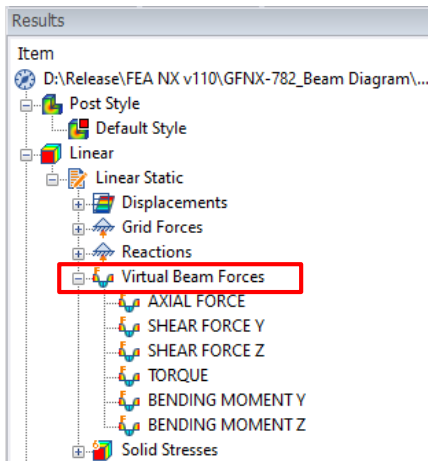 Results
Item
D:\Release\FEA NX v110\GFNX-782_Beam Diagram\...
Post Style
Default Style
Linear
Linear Static
Displacements
Grid Forces
Reactions
Virtual Beam Forces
AXIAL FORCE
SHEAR FORCE Y
SHEAR FORCE Z
TORQUE
BENDING MOMENT Y
BENDING MOMENT Z
Solid Stresses